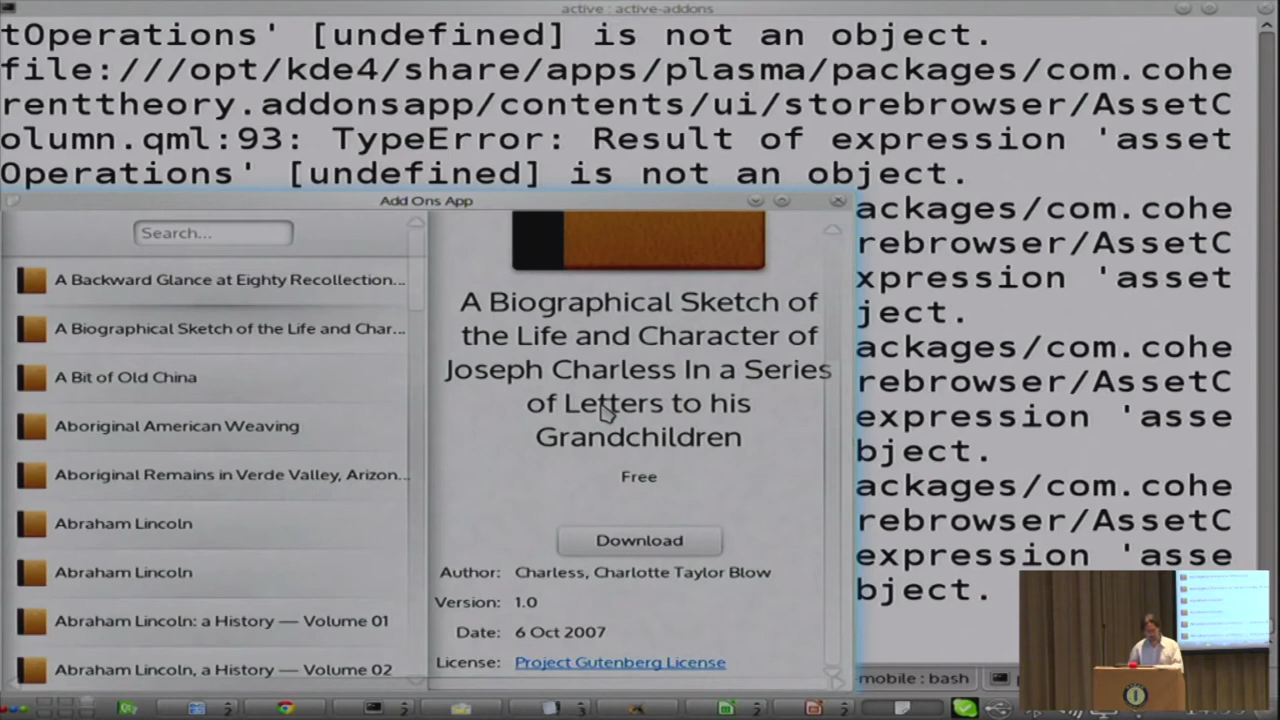 active : active-addons
tOperations' [undefined] is not an object.
file:///opt/kde4/share/apps/plasma/packages/com.cohe
renttheory.addonsapp/contents/ui/storebrowser/AssetC
olumn.qml:93: TypeError: Result of expression 'asset
Operations' [undefined] is not an object.
Add Ons App
Search...
A Backward Glance at Eighty Recollection...
A Biographical Sketch of the Life and Char...
A Bit of Old China
Aboriginal American Weaving
Aboriginal Remains in Verde Valley, Arizon...
Abraham Lincoln
Abraham Lincoln
Abraham Lincoln: a History — Volume 01
Abraham Lincoln, a History — Volume 02
A Biographical Sketch of
the Life and Character of
Joseph Charless In a Series
of Letters to his
Grandchildren
Free
Download
Author: Charless, Charlotte Taylor Blow
Version: 1.0
Date: 6 Oct 2007
License: Project Gutenberg License
ackages/com.cohe
rebrowser/AssetC
xpression 'asset
ject.
ackages/com.cohe
rebrowser/AssetC
expression 'asse
bject.
ackages/com.cohe
rebrowser/AssetC
expression 'asse
bject.
mobile : bash
2
2
3
2
2